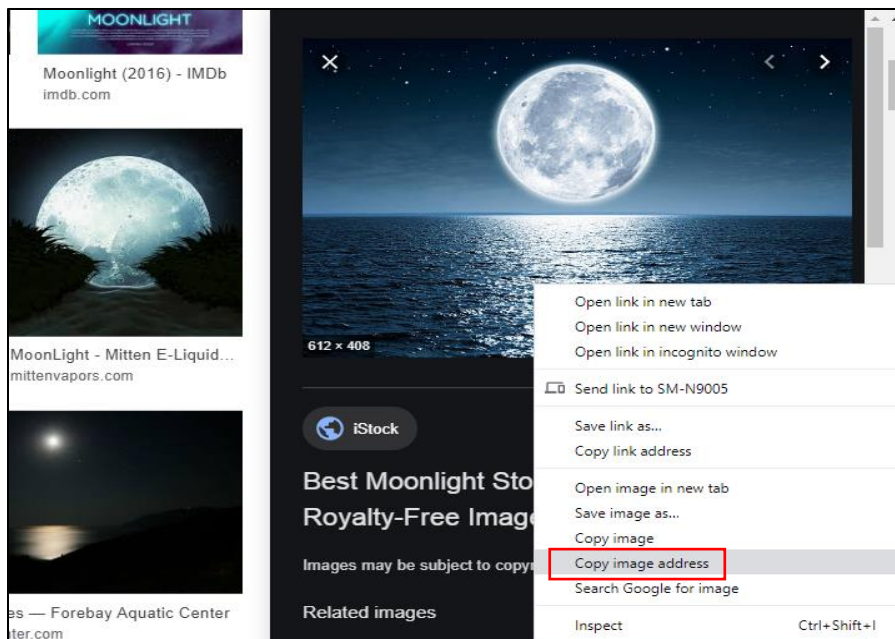 MOONLIGHT
Moonlight (2016) - IMDb
imdb.com
MoonLight - Mitten E-Liquid...
mittenvapors.com
es — Forebay Aquatic Center
ter.com
612 × 408
iStock
Best Moonlight Sto
Royalty-Free Image
Images may be subject to copyr
Related images
Open link in new tab
Open link in new window
Open link in incognito window
Send link to SM-N9005
Save link as...
Copy link address
Open image in new tab
Save image as...
Copy image
Copy image address
Search Google for image
Inspect Ctrl+Shift+I